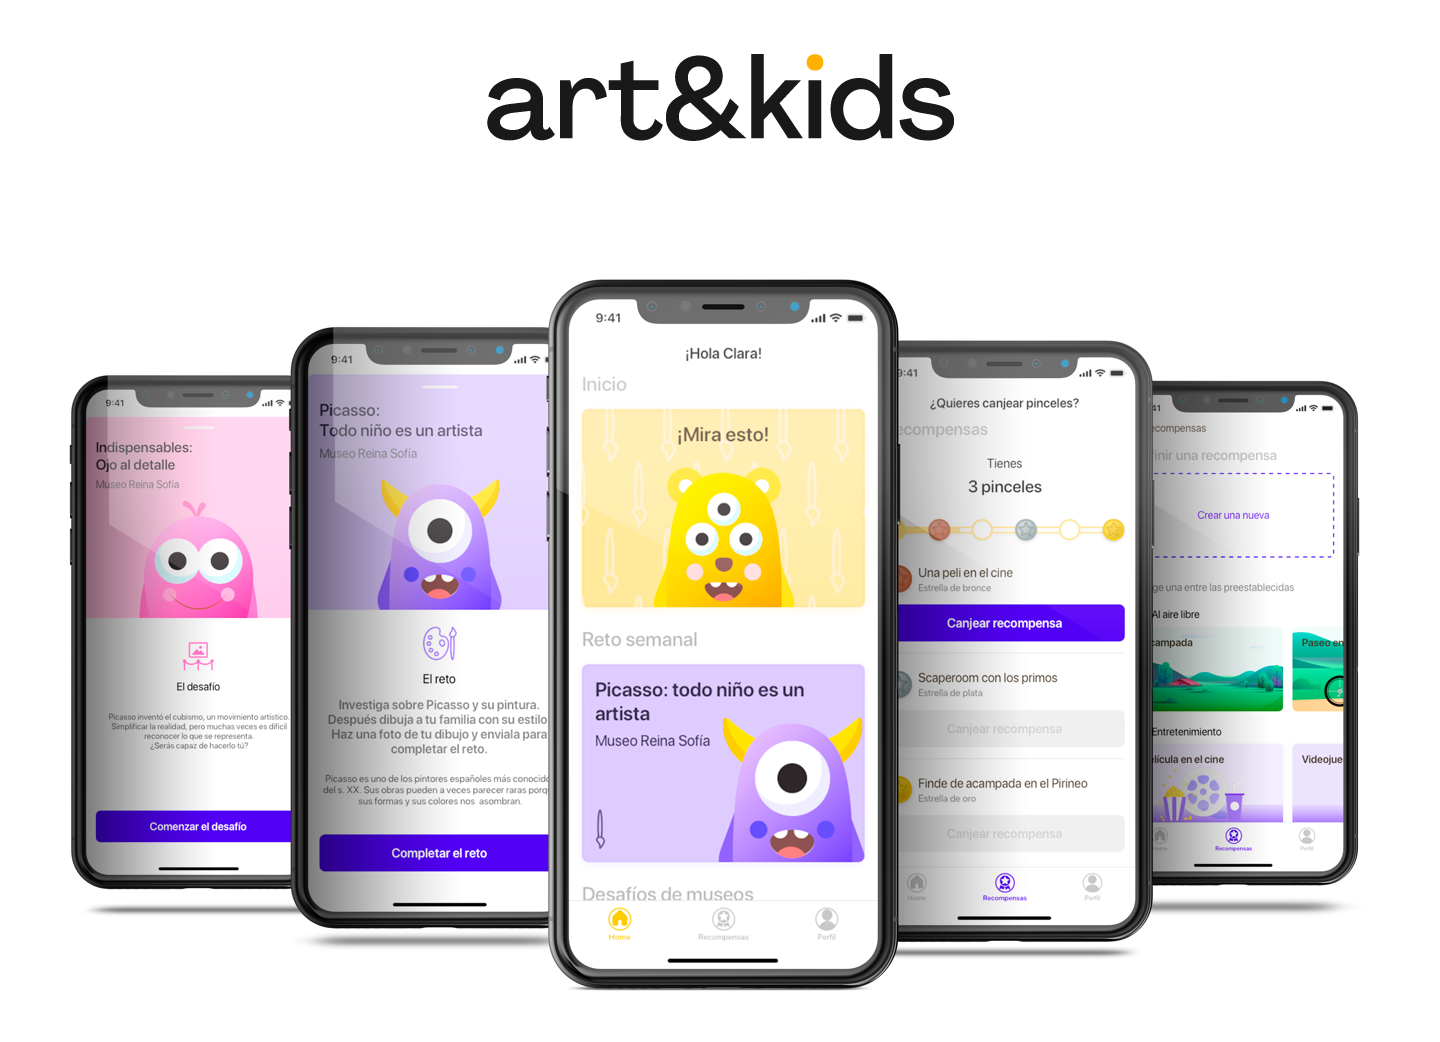 art&kids
9:41
Indispensables:
Ojo al detalle
Museo Reina Sofía
El desafío
Picasso inventó el cubismo, un movimiento artístico.
Simplificar la realidad, pero muchas veces es dificil
reconocer lo que se representa.
¿Serás capaz de hacerlo tú?
Comenzar el desafío
9:41
Picasso:
Todo niño es un artista
Museo Reina Sofía
El reto
Investiga sobre Picasso y su pintura.
Después dibuja a tu familia con su estilo
Haz una foto de tu dibujo y enviala para
completar el reto.
Picasso es uno de los pintores españoles más
del s. XX. Sus obras pueden a veces parecer raras
sus formas y sus colores nos asombran.
Completar el reto
9:41
¡Hola Clara!
Inicio
¡Mira esto!
Reto semanal
Picasso: todo niño es un
artista
Museo Reina Sofía
Desafíos de museos
Home
Recompensas
Perfil
9:41
¿Quieres canjear pinceles?
ecompensas
Tienes
3 pinceles
Una peli en el cine
Estrella de bronce
Canjear recompensa
Scaperoom con los primos
Estrella de plata
Canjear recompensa
Finde de acampada en el Pirineo
Estrella de oro
Canjear recompensa
Home
Recompensas
Perfil
41
ecompensas
finir una recompensa
Crear una nueva
ge una entre las preestablecidas
Al aire libre
campada
Paseo en
Entretenimiento
elícula en el cine
Videojue
Home
Recompensas
Perfil